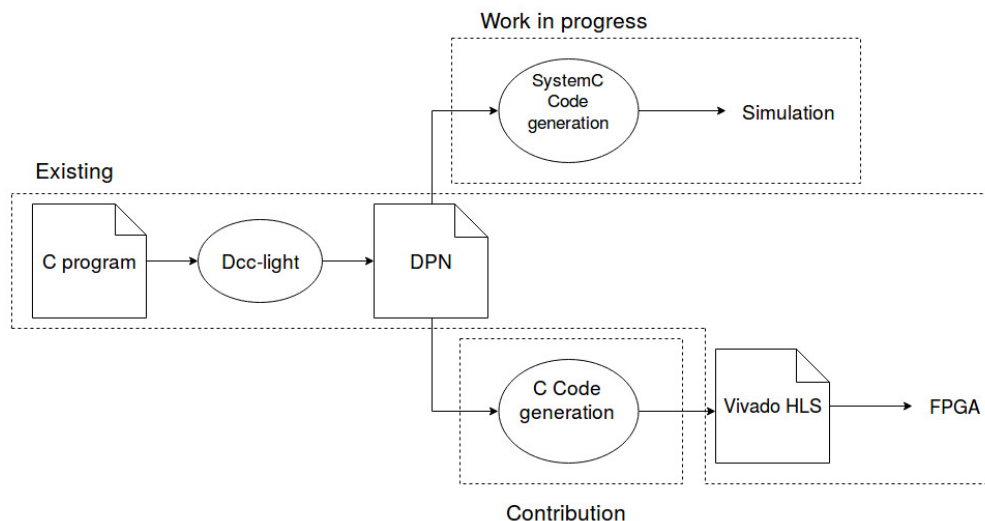 Work in progress
SystemC
Code
generation
Simulation
Existing
C program
Dcc-light
DPN
C Code
generation
Vivado HLS
FPGA
Contribution